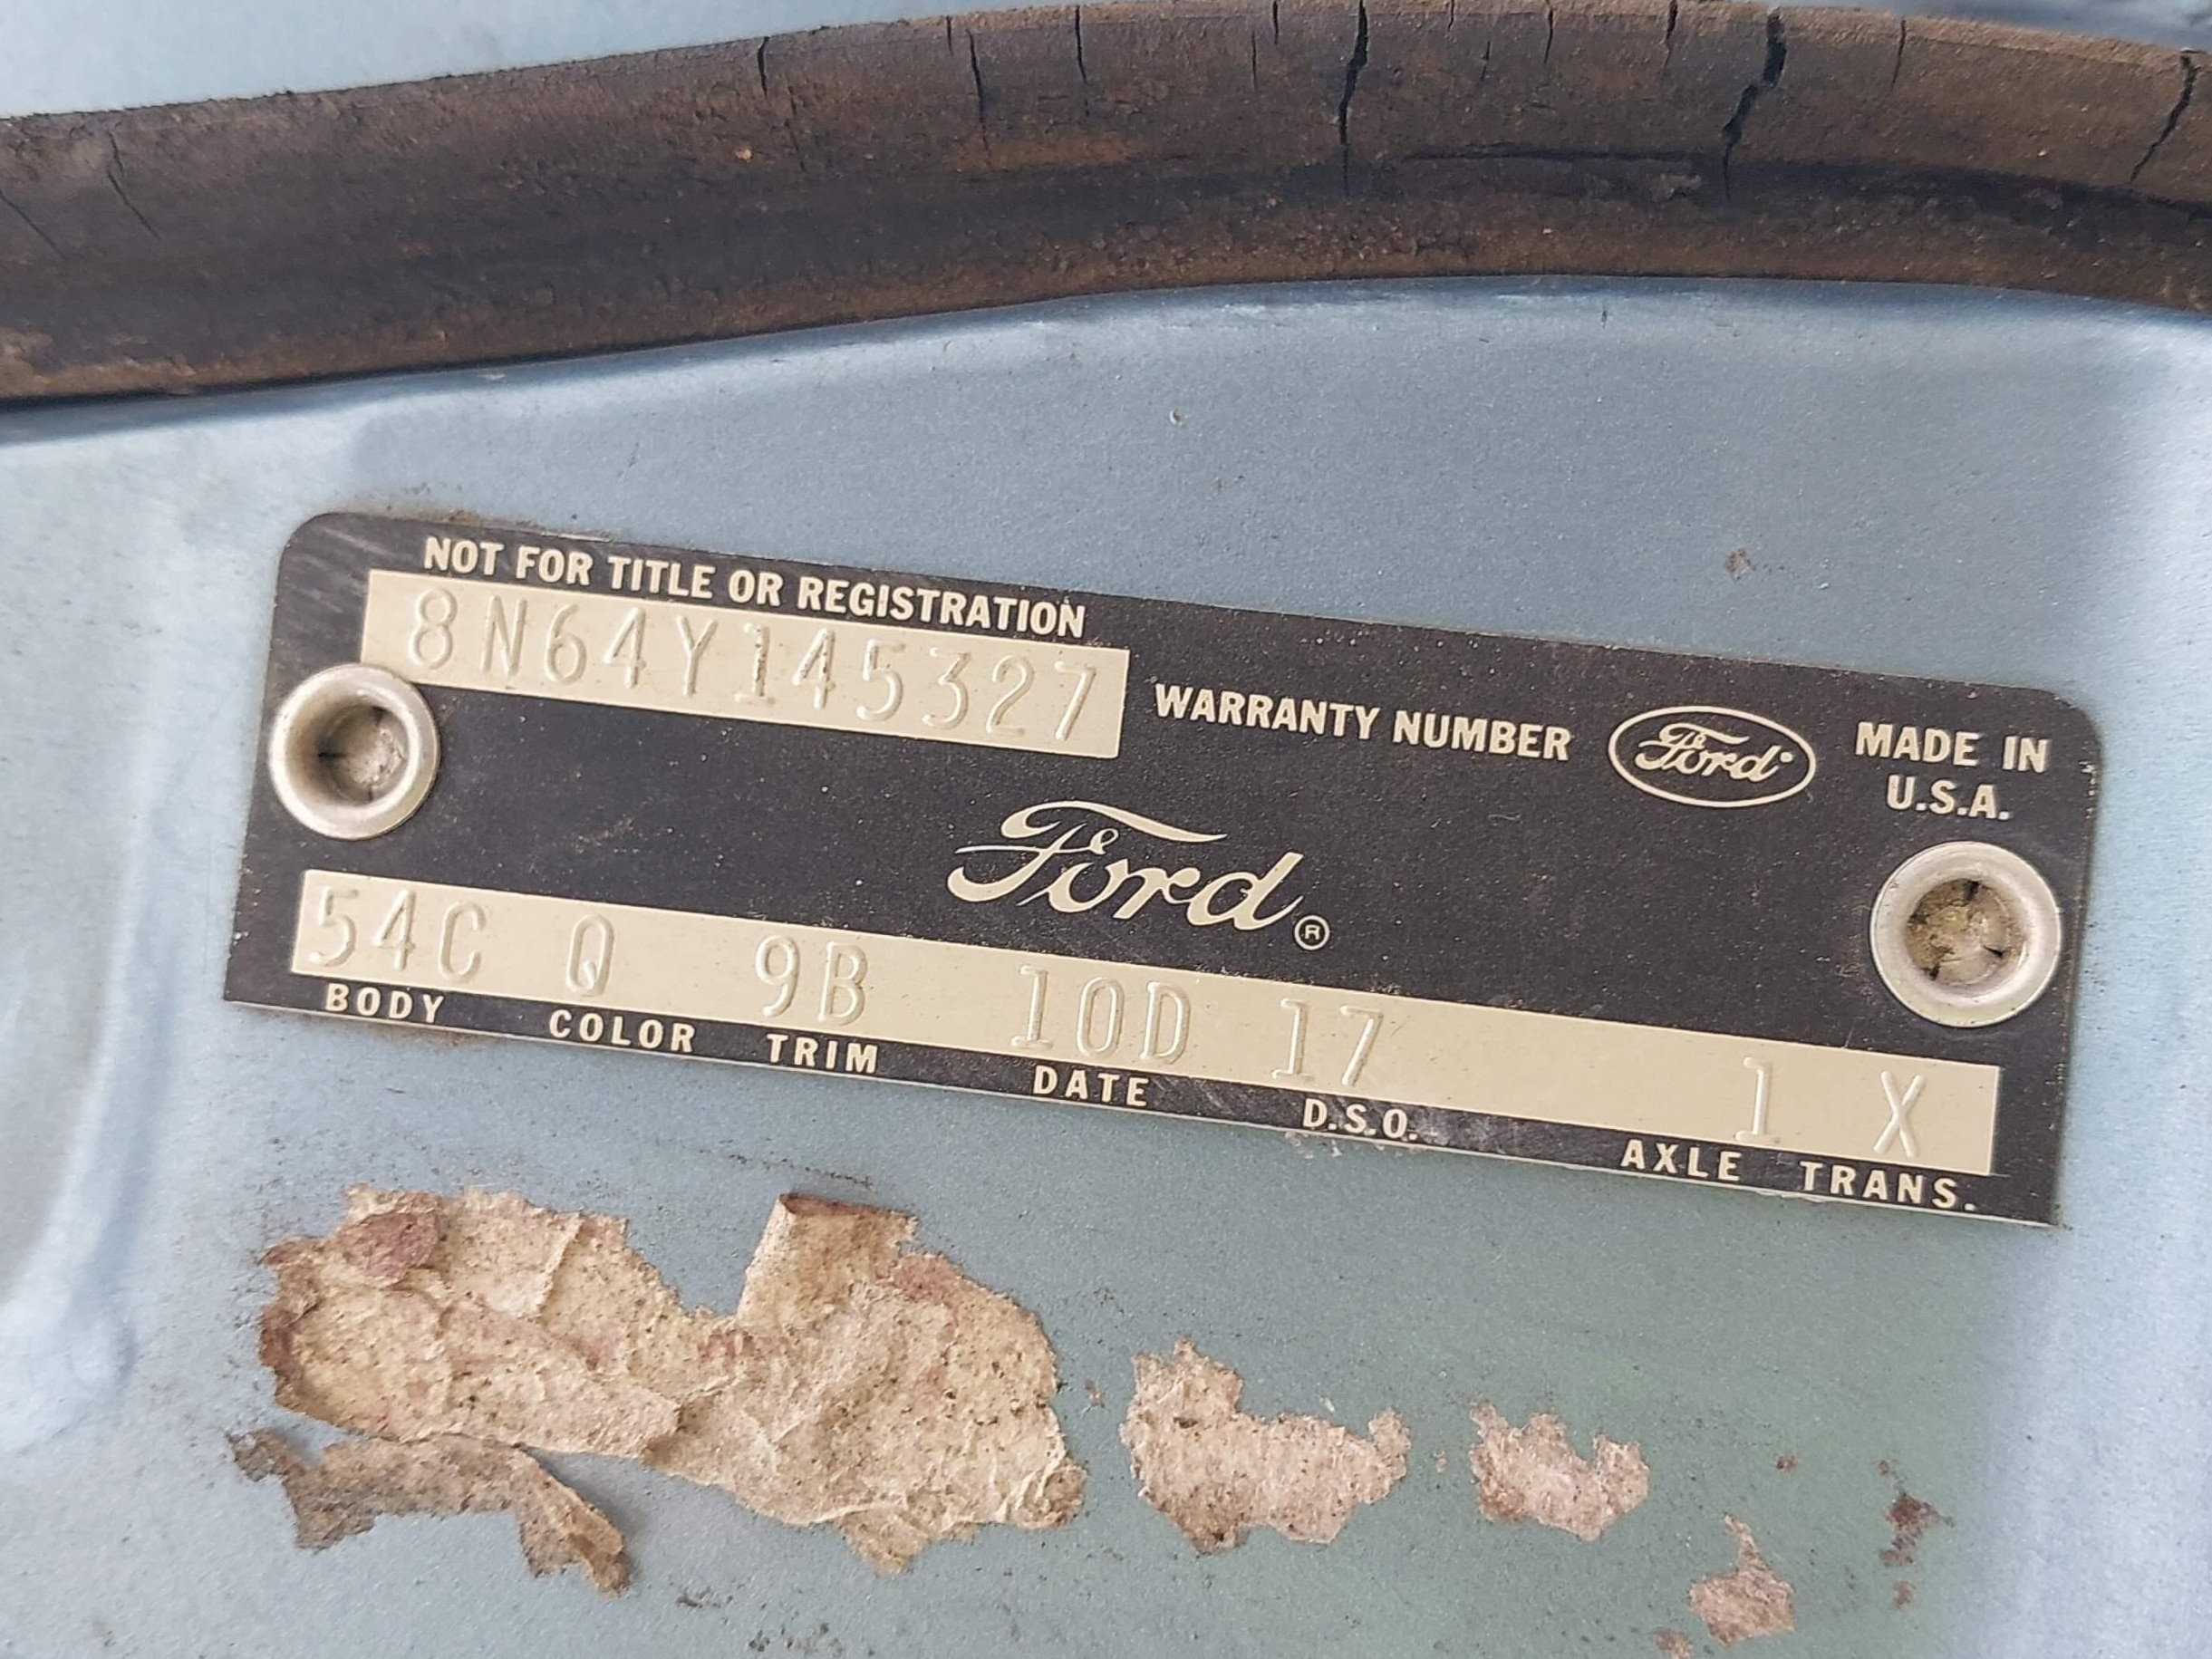 NOT FOR TITLE OR REGISTRATION
8N64Y145327
WARRANTY NUMBER
Ford
MADE IN
U.S.A.
Ford®
54C Q 9B 10D 17 1 X
BODY COLOR TRIM DATE D.S.O. AXLE TRANS.